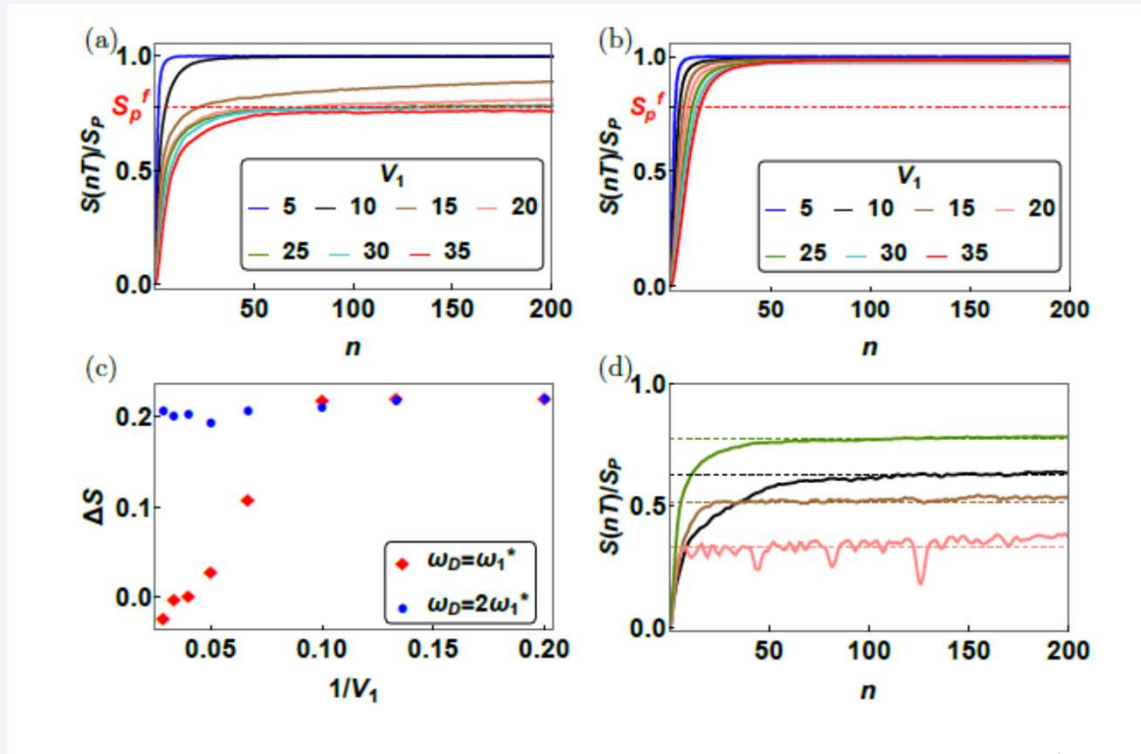 (a)
1.0
S_p^f
0.5
0.0
S(nT)/S_P
V_1
5 10 15 20
25 30 35
50 100 150 200
n
(b)
1.0
S_p^f
0.5
0.0
S(nT)/S_P
V_1
5 10 15 20
25 30 35
50 100 150 200
n
(c)
0.2
0.1
0.0
ΔS
ω_D=ω_1*
ω_D=2ω_1*
0.05 0.10 0.15 0.20
1/V_1
(d)
1.0
0.5
0.0
S(nT)/S_P
50 100 150 200
n